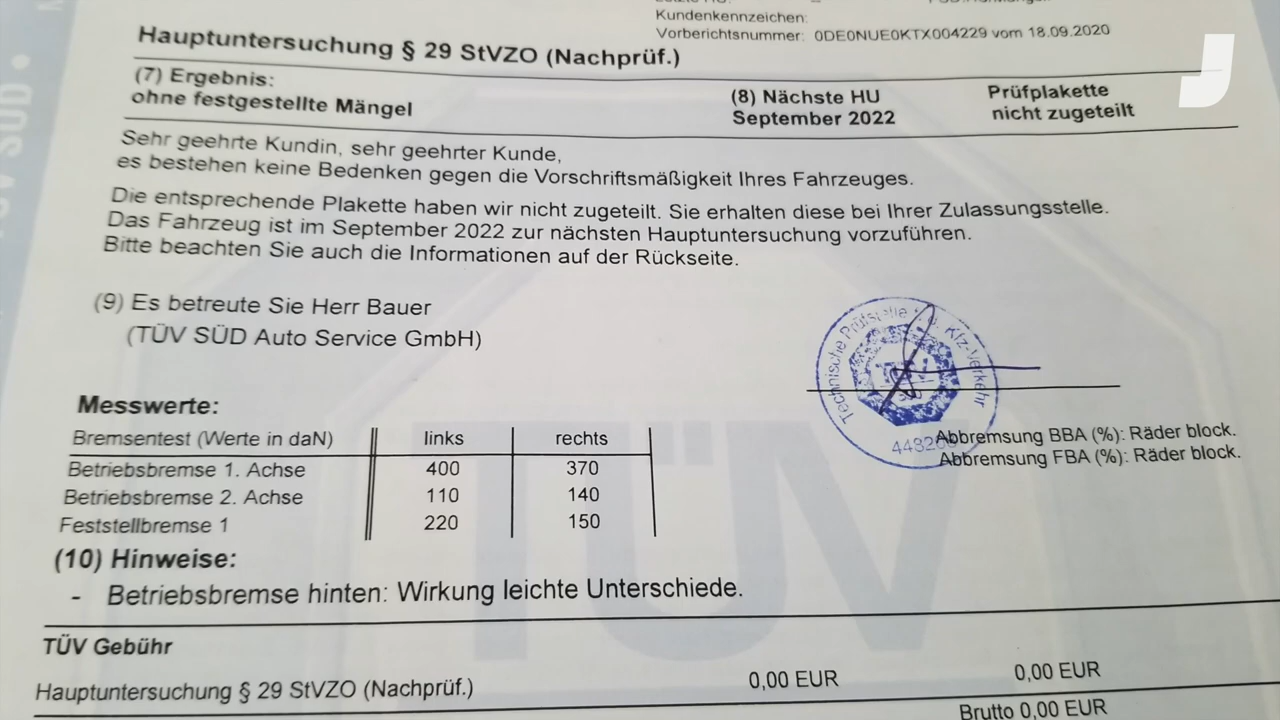 Kundenkennzeichen:
Vorberichtsnummer: 0DE0NUE0KTX004229 vom 18.09.2020
Hauptuntersuchung § 29 StVZO (Nachprüf.)
(7) Ergebnis:
ohne festgestellte Mängel
(8) Nächste HU
September 2022
Prüfplakette
nicht zugeteilt
Sehr geehrte Kundin, sehr geehrter Kunde,
es bestehen keine Bedenken gegen die Vorschriftsmäßigkeit Ihres Fahrzeuges.
Die entsprechende Plakette haben wir nicht zugeteilt. Sie erhalten diese bei Ihrer Zulassungsstelle.
Das Fahrzeug ist im September 2022 zur nächsten Hauptuntersuchung vorzuführen.
Bitte beachten Sie auch die Informationen auf der Rückseite.
(9) Es betreute Sie Herr Bauer
(TÜV SÜD Auto Service GmbH)
Technische Prüfstelle Kfz-Verkehr
TÜV
Messwerte:
Bremsentest (Werte in daN) links rechts
Betriebsbremse 1. Achse 400 370
Betriebsbremse 2. Achse 110 140
Feststellbremse 1 220 150
Abbremsung BBA (%): Räder block.
Abbremsung FBA (%): Räder block.
(10) Hinweise:
- Betriebsbremse hinten: Wirkung leichte Unterschiede.
TÜV Gebühr
Hauptuntersuchung § 29 StVZO (Nachprüf.) 0,00 EUR 0,00 EUR
Brutto 0,00 EUR
TÜV
SÜD